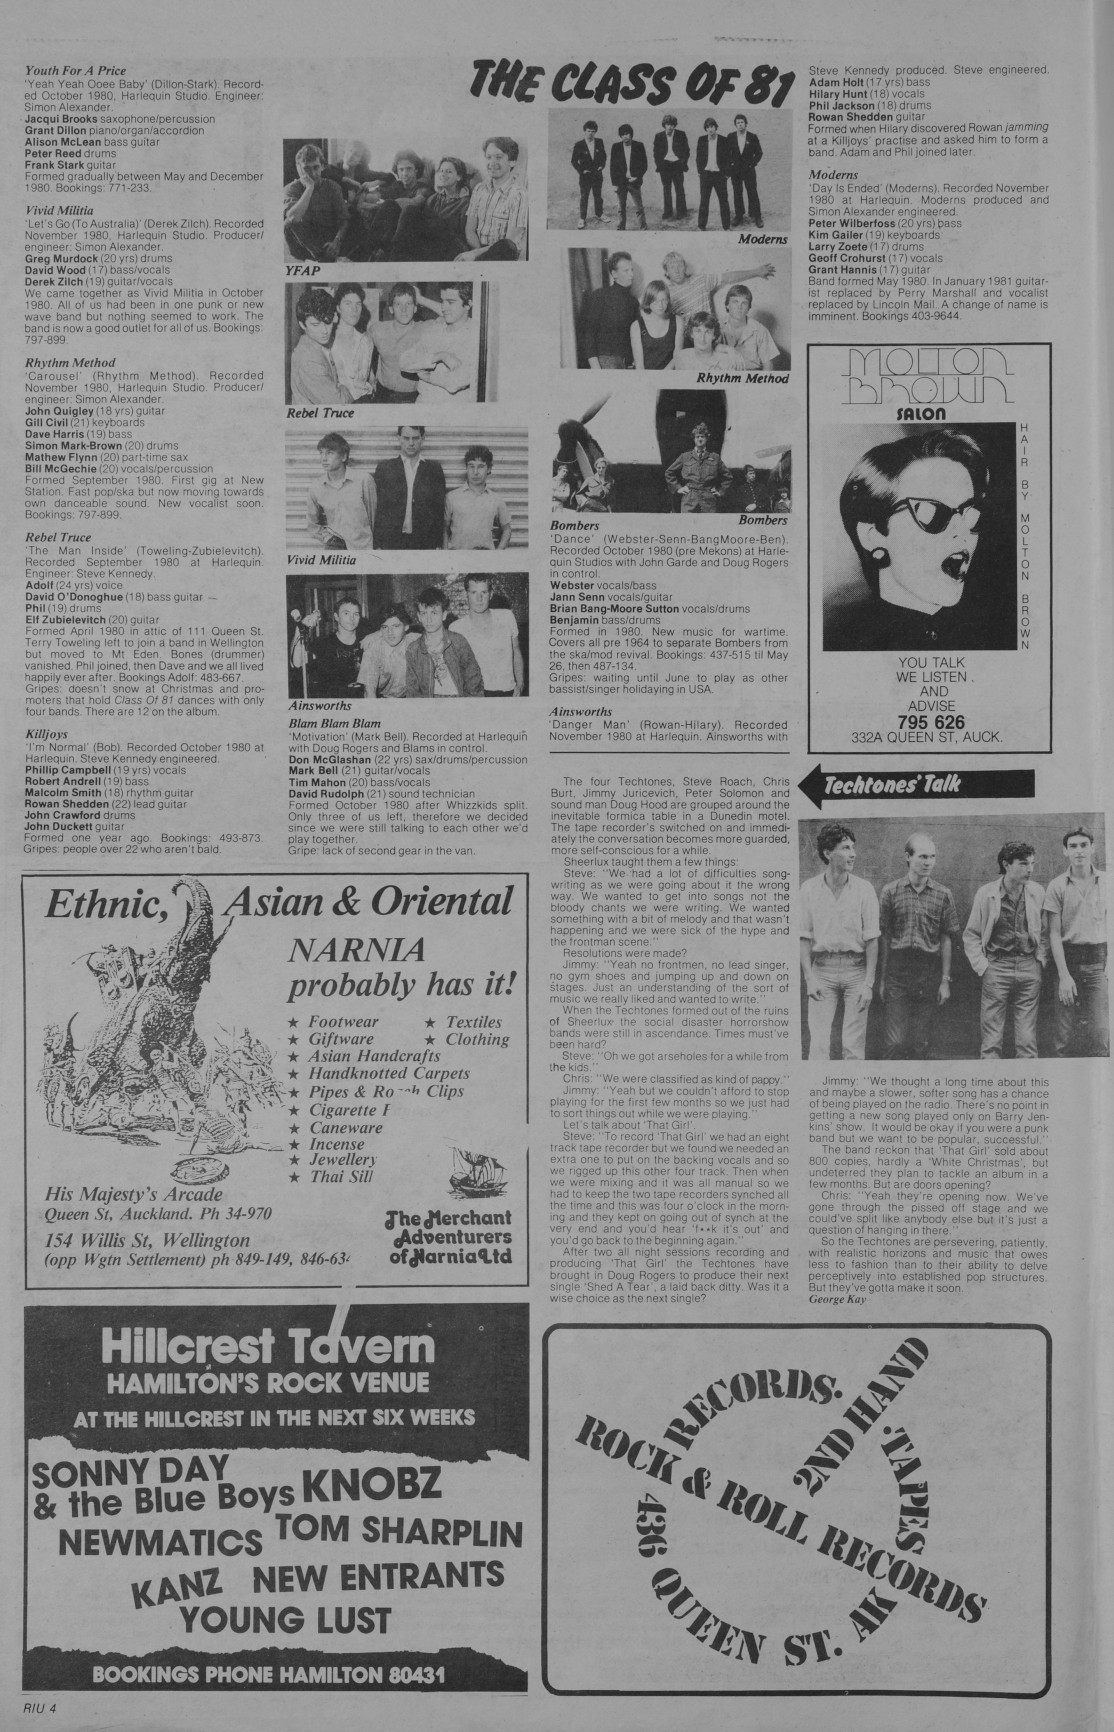 THE CLASS OF 81
Youth For A Price
'Yeah Yeah Ooee Baby' (Dillon-Stark). Record-
ed October 1980, Harlequin Studio. Engineer:
Simon Alexander.
Jacqui Brooks saxophone/percussion
Grant Dillon piano/organ/accordion
Alison McLean bass guitar
Peter Reed drums
Frank Stark guitar
Formed gradually between May and December
1980. Bookings: 771-233.
Vivid Militia
'Let's Go (To Australia)' (Derek Zilch). Recorded
November 1980, Harlequin Studio. Producer/
engineer: Simon Alexander.
Greg Murdock (20 yrs) drums
David Wood (17) bass/vocals
Derek Zilch (19) guitar/vocals
We came together as Vivid Militia in October
1980. All of us had been in one punk or new
wave band but nothing seemed to work. The
band is now a good outlet for all of us. Bookings:
797-899.
Rhythm Method
'Carousel' (Rhythm Method). Recorded
November 1980, Harlequin Studio. Producer/
engineer: Simon Alexander.
John Quigley (18 yrs) guitar
Gill Civil (21) keyboards
Dave Harris (19) bass
Simon Mark-Brown (20) drums
Mathew Flynn (20) part-time sax
Bill McGechie (20) vocals/percussion
Formed September 1980. First gig at New
Station. Fast pop/ska but now moving towards
own danceable sound. New vocalist soon.
Bookings: 797-899.
Rebel Truce
'The Man Inside' (Toweling-Zubielevitch).
Recorded September 1980 at Harlequin.
Engineer: Steve Kennedy.
Adolf (24 yrs) voice
David O'Donoghue (18) bass guitar
Phil (19) drums
Elf Zubielevitch (20) guitar
Formed April 1980 in attic of 111 Queen St.
Terry Toweling left to join a band in Wellington
but moved to Mt Eden. Bones (drummer)
vanished. Phil joined, then Dave and we all lived
happily ever after. Bookings Adolf: 483-667.
Gripes: doesn't snow at Christmas and pro-
moters that hold Class Of 81 dances with only
four bands. There are 12 on the album.
Killjoys
'I'm Normal' (Bob). Recorded October 1980 at
Harlequin. Steve Kennedy engineered.
Phillip Campbell (19 yrs) vocals
Robert Andrell (19) bass
Malcolm Smith (18) rhythm guitar
Rowan Shedden (22) lead guitar
John Crawford drums
John Duckett guitar
Formed one year ago. Bookings: 493-873.
Gripes: people over 22 who aren't bald.
YFAP
Rebel Truce
Vivid Militia
Ainsworths
Blam Blam Blam
'Motivation' (Mark Bell). Recorded at Harlequin
with Doug Rogers and Blams in control.
Don McGlashan (22 yrs) sax/drums/percussion
Mark Bell (21) guitar/vocals
Tim Mahon (20) bass/vocals
David Rudolph (21) sound technician
Formed October 1980 after Whizzkids split.
Only three of us left, therefore we decided
since we were still talking to each other we'd
play together.
Gripe: lack of second gear in the van.
Moderns
Rhythm Method
Bombers
Bombers
'Dance' (Webster-Senn-BangMoore-Ben).
Recorded October 1980 (pre Mekons) at Harle-
quin Studios with John Garde and Doug Rogers
in control.
Webster vocals/bass
Jann Senn vocals/guitar
Brian Bang-Moore Sutton vocals/drums
Benjamin bass/drums
Formed in 1980. New music for wartime.
Covers all pre 1964 to separate Bombers from
the ska/mod revival. Bookings: 437-515 til May
26, then 487-134.
Gripes: waiting until June to play as other
bassist/singer holidaying in USA.
Ainsworths
'Danger Man' (Rowan-Hilary). Recorded
November 1980 at Harlequin. Ainsworths with
Steve Kennedy produced. Steve engineered.
Adam Holt (17 yrs) bass
Hilary Hunt (18) vocals
Phil Jackson (18) drums
Rowan Shedden guitar
Formed when Hilary discovered Rowan jamming
at a Killjoys' practise and asked him to form a
band. Adam and Phil joined later.
Moderns
'Day Is Ended' (Moderns). Recorded November
1980 at Harlequin. Moderns produced and
Simon Alexander engineered.
Peter Wilberfoss (20 yrs) bass
Kim Gailer (19) keyboards
Larry Zoete (17) drums
Geoff Crohurst (17) vocals
Grant Hannis (17) guitar
Band formed May 1980. In January 1981 guitar-
ist replaced by Perry Marshall and vocalist
replaced by Lincoln Mail. A change of name is
imminent. Bookings 403-9644.
MOLTON
BROWN
SALON
HAIR BY MOLTON BROWN
YOU TALK
WE LISTEN
AND
ADVISE
795 626
332A QUEEN ST, AUCK.
Techtones' Talk
The four Techtones, Steve Roach, Chris
Burt, Jimmy Juricevich, Peter Solomon and
sound man Doug Hood are grouped around the
inevitable formica table in a Dunedin motel.
The tape recorder's switched on and immedi-
ately the conversation becomes more guarded,
more self-conscious for a while.
Sheerlux taught them a few things:
Steve: "We had a lot of difficulties song-
writing as we were going about it the wrong
way. We wanted to get into songs not the
bloody chants we were writing. We wanted
something with a bit of melody and that wasn't
happening and we were sick of the hype and
the frontman scene."
Resolutions were made?
Jimmy: "Yeah no frontmen, no lead singer,
no gym shoes and jumping up and down on
stages. Just an understanding of the sort of
music we really liked and wanted to write."
When the Techtones formed out of the ruins
of Sheerlux the social disaster horrorshow
bands were still in ascendance. Times must've
been hard?
Steve: "Oh we got arseholes for a while from
the kids."
Chris: "We were classified as kind of pappy."
Jimmy: "Yeah but we couldn't afford to stop
playing for the first few months so we just had
to sort things out while we were playing."
Let's talk about 'That Girl'.
Steve: "To record 'That Girl' we had an eight
track tape recorder but we found we needed an
extra one to put on the backing vocals and so
we rigged up this other four track. Then when
we were mixing and it was all manual so we
had to keep the two tape recorders synched all
the time and this was four o'clock in the morn-
ing and they kept on going out of synch at the
very end and you'd hear 'f**k it's out' and
you'd go back to the beginning again."
After two all night sessions recording and
producing 'That Girl' the Techtones have
brought in Doug Rogers to produce their next
single 'Shed A Tear', a laid back ditty. Was it a
wise choice as the next single?
Jimmy: "We thought a long time about this
and maybe a slower, softer song has a chance
of being played on the radio. There's no point in
getting a new song played only on Barry Jen-
kins' show. It would be okay if you were a punk
band but we want to be popular, successful."
The band reckon that 'That Girl' sold about
800 copies, hardly a 'White Christmas', but
undeterred they plan to tackle an album in a
few months. But are doors opening?
Chris: "Yeah they're opening now. We've
gone through the pissed off stage and we
could've split like anybody else but it's just a
question of hanging in there."
So the Techtones are persevering, patiently,
with realistic horizons and music that owes
less to fashion than to their ability to delve
perceptively into established pop structures.
But they've gotta make it soon.
George Kay
Ethnic, Asian & Oriental
NARNIA
probably has it!
★ Footwear ★ Textiles
★ Giftware ★ Clothing
★ Asian Handcrafts
★ Handknotted Carpets
★ Pipes & Clips
★ Cigarette
★ Caneware
★ Incense
★ Jewellery
★ Thai Silk
His Majesty's Arcade
Queen St, Auckland. Ph 34-970
154 Willis St, Wellington
(opp Wgtn Settlement) ph 849-149,
The Merchant
Adventurers
of Narnia Ltd
Hillcrest Tavern
HAMILTON'S ROCK VENUE
AT THE HILLCREST IN THE NEXT SIX WEEKS
SONNY DAY
& the Blue Boys KNOBZ
NEWMATICS TOM SHARPLIN
KANZ NEW ENTRANTS
YOUNG LUST
BOOKINGS PHONE HAMILTON 80431
RECORDS. TAPES
2ND HAND
ROCK & ROLL RECORDS
436 QUEEN ST. AK
RIU 4